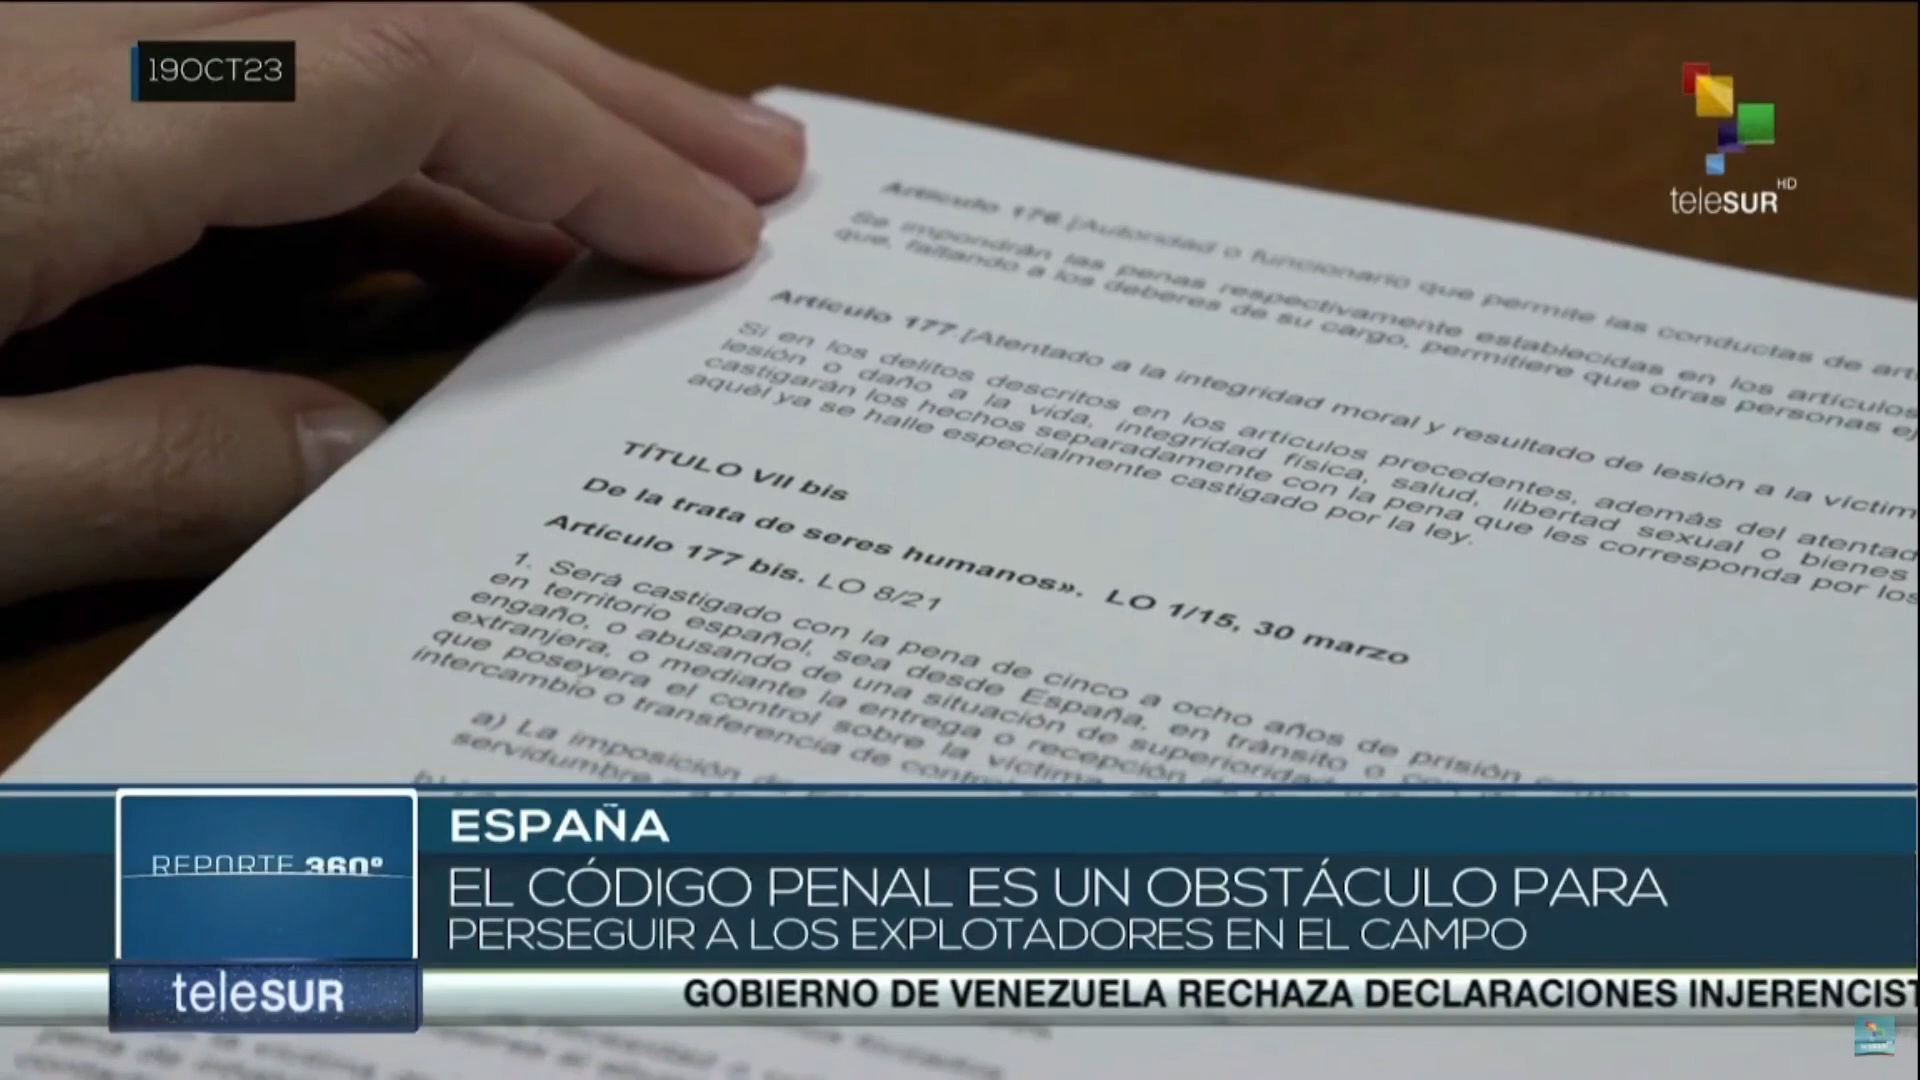 19OCT23
teleSUR HD
Artículo 176.[Autoridad o funcionario que permite las conductas de
Se impondrán las penas respectivamente establecidas en los artículos
que, faltando a los deberes de su cargo, permitiere que otras personas
Artículo 177.[Atentado a la integridad moral y resultado de lesión a la
Si en los delitos descritos en los artículos precedentes, además del
lesión o daño a la vida, integridad física, salud, libertad sexual o bienes
castigarán los hechos separadamente con la pena que les corresponda por los
aquél ya se halle especialmente castigado por la ley.
TÍTULO VII bis
De la trata de seres humanos». LO 1/15, 30 marzo
Artículo 177 bis. LO 8/21
1. Será castigado con la pena de cinco a ocho años de prisión
en territorio español, sea desde España, en tránsito o
engaño, o abusando de una situación de superioridad
extranjera, o mediante la entrega o recepción
que poseyera el control sobre la víctima
intercambio o transferencia de
a) La imposición
servidumbre
ESPAÑA
REPORTE 360°
EL CÓDIGO PENAL ES UN OBSTÁCULO PARA
PERSEGUIR A LOS EXPLOTADORES EN EL CAMPO
teleSUR
GOBIERNO DE VENEZUELA RECHAZA DECLARACIONES INJERENCIST